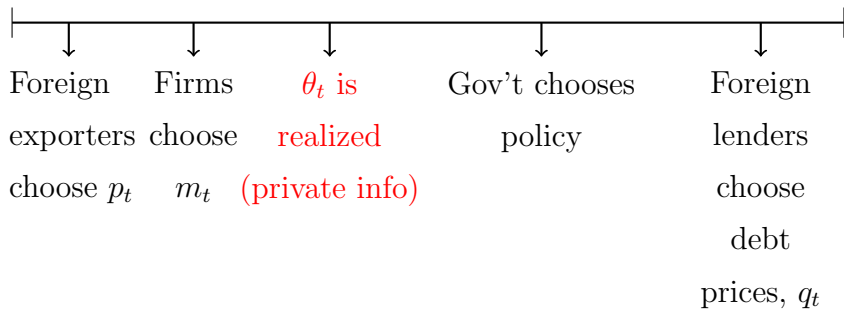 Foreign
exporters
choose p_t
Firms
choose
m_t
θ_t is
realized
(private info)
Gov't chooses
policy
Foreign
lenders
choose
debt
prices, q_t